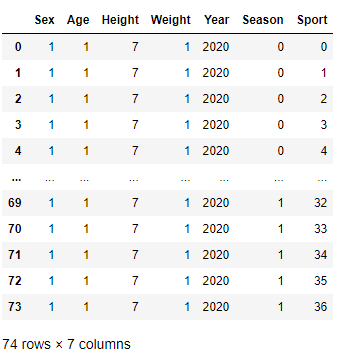 Sex Age Height Weight Year Season Sport
0 1 1 7 1 2020 0 0
1 1 1 7 1 2020 0 1
2 1 1 7 1 2020 0 2
3 1 1 7 1 2020 0 3
4 1 1 7 1 2020 0 4
... ... ... ... ... ... ... ...
69 1 1 7 1 2020 1 32
70 1 1 7 1 2020 1 33
71 1 1 7 1 2020 1 34
72 1 1 7 1 2020 1 35
73 1 1 7 1 2020 1 36
74 rows × 7 columns